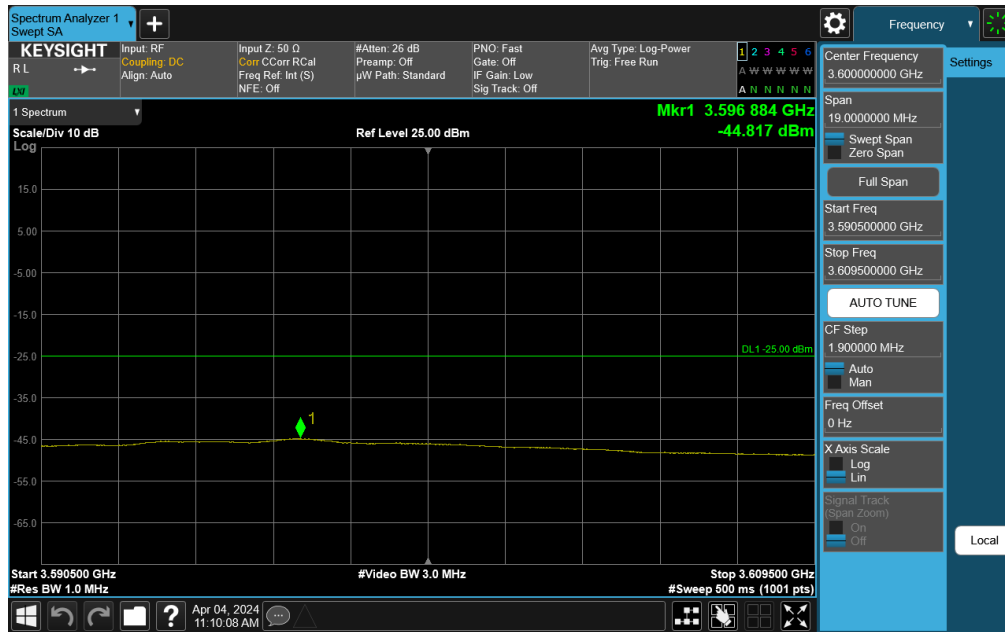 Spectrum Analyzer 1
Swept SA
Frequency
KEYSIGHT
RL
LXI
Input: RF
Coupling: DC
Align: Auto
Input Z: 50 Ω
Corr CCorr RCal
Freq Ref: Int (S)
NFE: Off
#Atten: 26 dB
Preamp: Off
µW Path: Standard
PNO: Fast
Gate: Off
IF Gain: Low
Sig Track: Off
Avg Type: Log-Power
Trig: Free Run
1 2 3 4 5 6
A W W W W W
A N N N N N
1 Spectrum
Scale/Div 10 dB
Ref Level 25.00 dBm
Mkr1 3.596 884 GHz
-44.817 dBm
Log
15.0
5.00
-5.00
DL1 -25.00 dBm
-25.0
-35.0
1
-45.0
-55.0
-65.0
Start 3.590500 GHz
#Video BW 3.0 MHz
Stop 3.609500 GHz
#Res BW 1.0 MHz
#Sweep 500 ms (1001 pts)
?
Apr 04, 2024
11:10:08 AM
Center Frequency
3.600000000 GHz
Settings
Span
19.0000000 MHz
Swept Span
Zero Span
Full Span
Start Freq
3.590500000 GHz
Stop Freq
3.609500000 GHz
AUTO TUNE
CF Step
1.900000 MHz
Auto
Man
Freq Offset
0 Hz
X Axis Scale
Log
Lin
Signal Track
(Span Zoom)
On
Off
Local